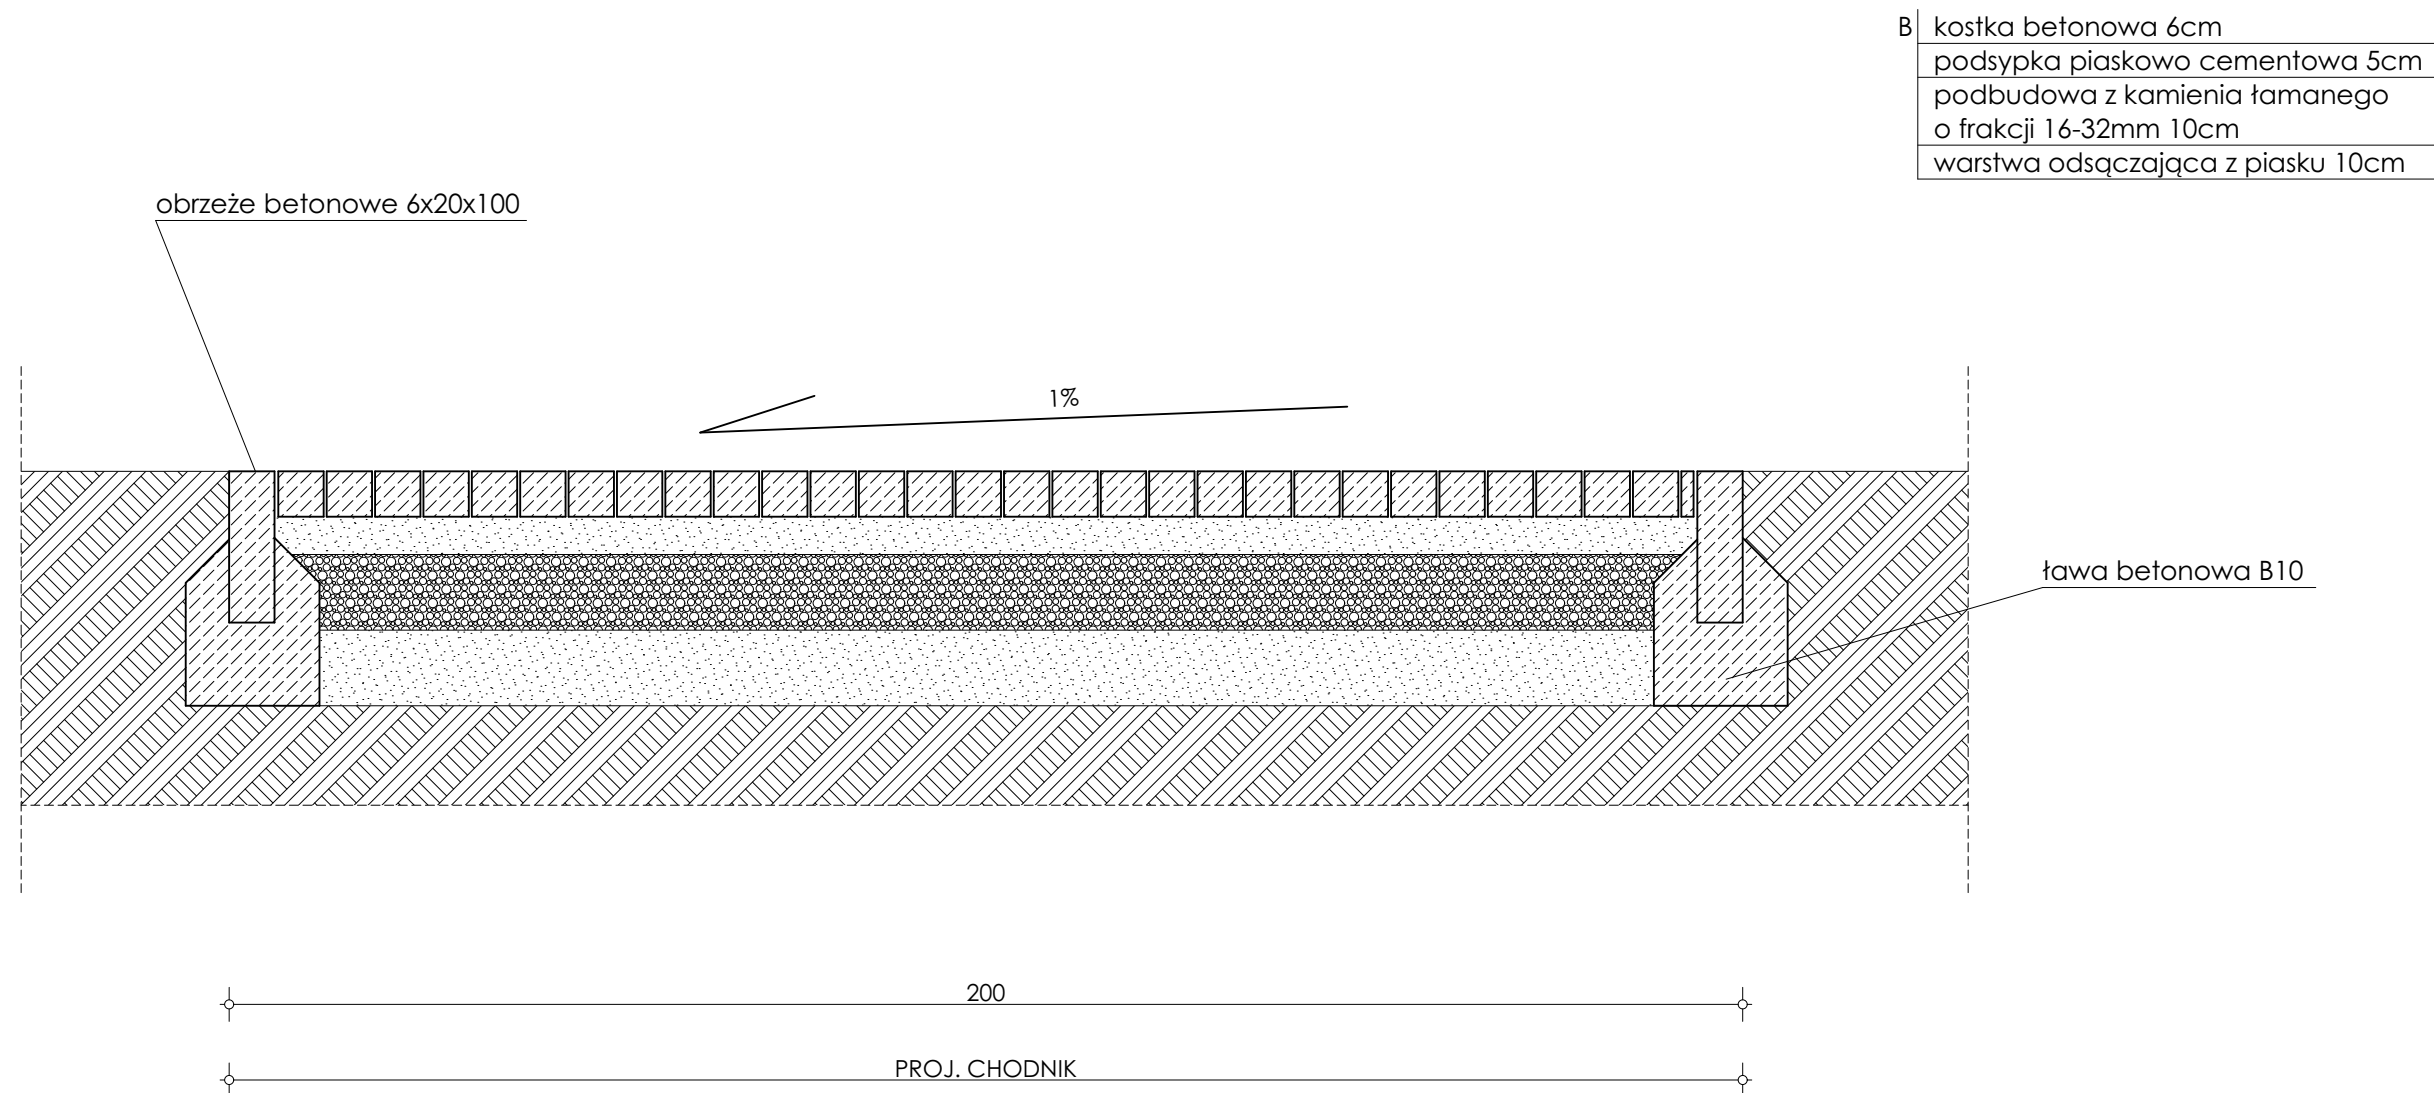 B kostka betonowa 6cm
podsypka piaskowo cementowa 5cm
podbudowa z kamienia łamanego
o frakcji 16-32mm 10cm
warstwa odsączająca z piasku 10cm
obrzeże betonowe 6x20x100
1%
ława betonowa B10
200
PROJ. CHODNIK